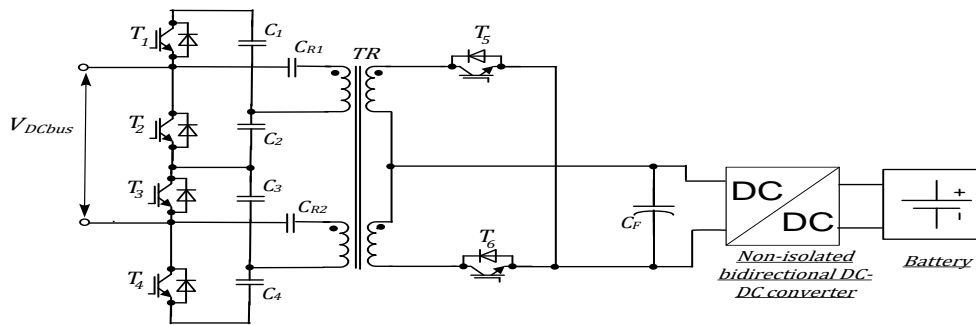 T1
C1
CR1
TR
T5
VDCbus
T2
C2
T3
C3
CR2
CF
DC
DC
T6
T4
C4
Non-isolated
bidirectional DC-
DC converter
+
Battery